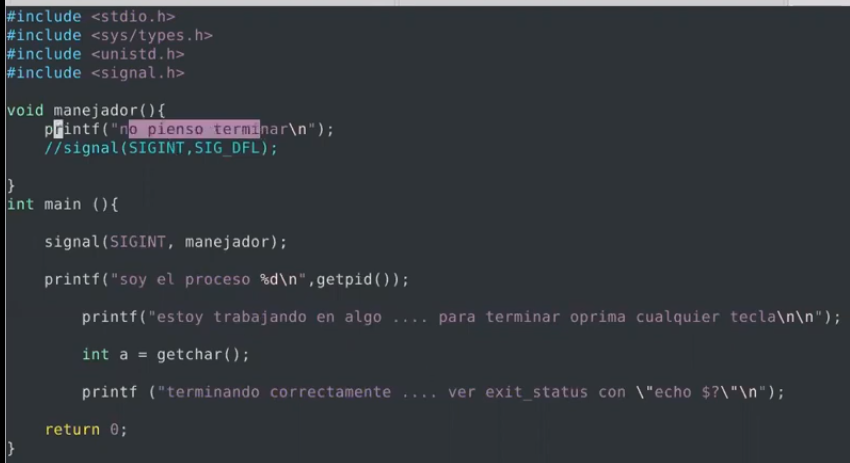 #include <stdio.h>
#include <sys/types.h>
#include <unistd.h>
#include <signal.h>
void manejador(){
printf("no pienso terminar\n");
//signal(SIGINT,SIG_DFL);
}
int main (){
signal(SIGINT, manejador);
printf("soy el proceso %d\n",getpid());
printf("estoy trabajando en algo .... para terminar oprima cualquier tecla\n\n");
int a = getchar();
printf ("terminando correctamente .... ver exit_status con \"echo $?\"\n");
return 0;
}